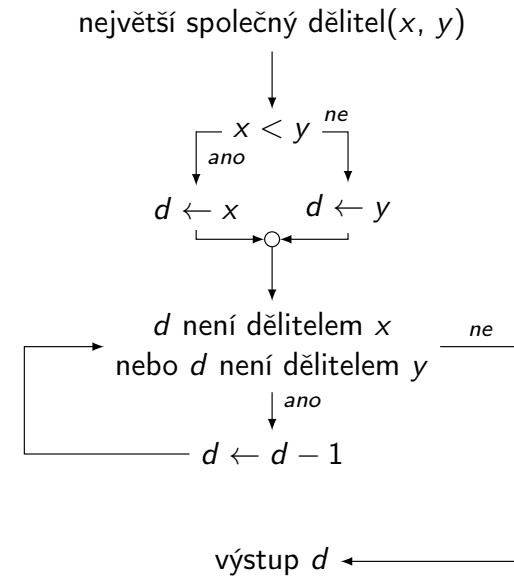 největší společný dělitel(x, y)
x < y
ne
ano
d ← x
d ← y
d není dělitelem x
nebo d není dělitelem y
ne
ano
d ← d − 1
výstup d